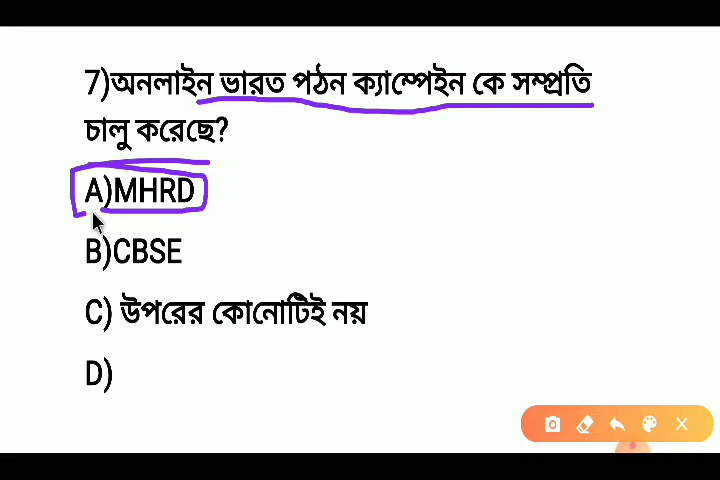 7)অনলাইন ভারত পঠন ক্যাম্পেইন কে সম্প্রতি
চালু করেছে?
A)MHRD
B)CBSE
C) উপরের কোনোটিই নয়
D)